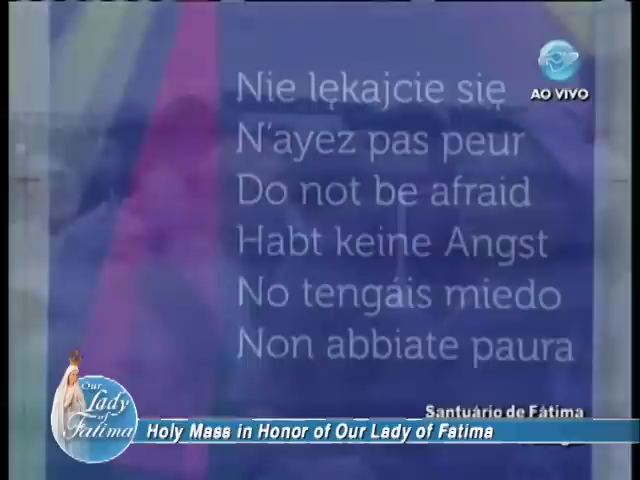 Nie lękajcie się
AO VIVO
N'ayez pas peur
Do not be afraid
Habt keine Angst
No tengáis miedo
Non abbiate paura
Santuário de Fátima
Our
Lady
of
Fatima
Holy Mass in Honor of Our Lady of Fatima